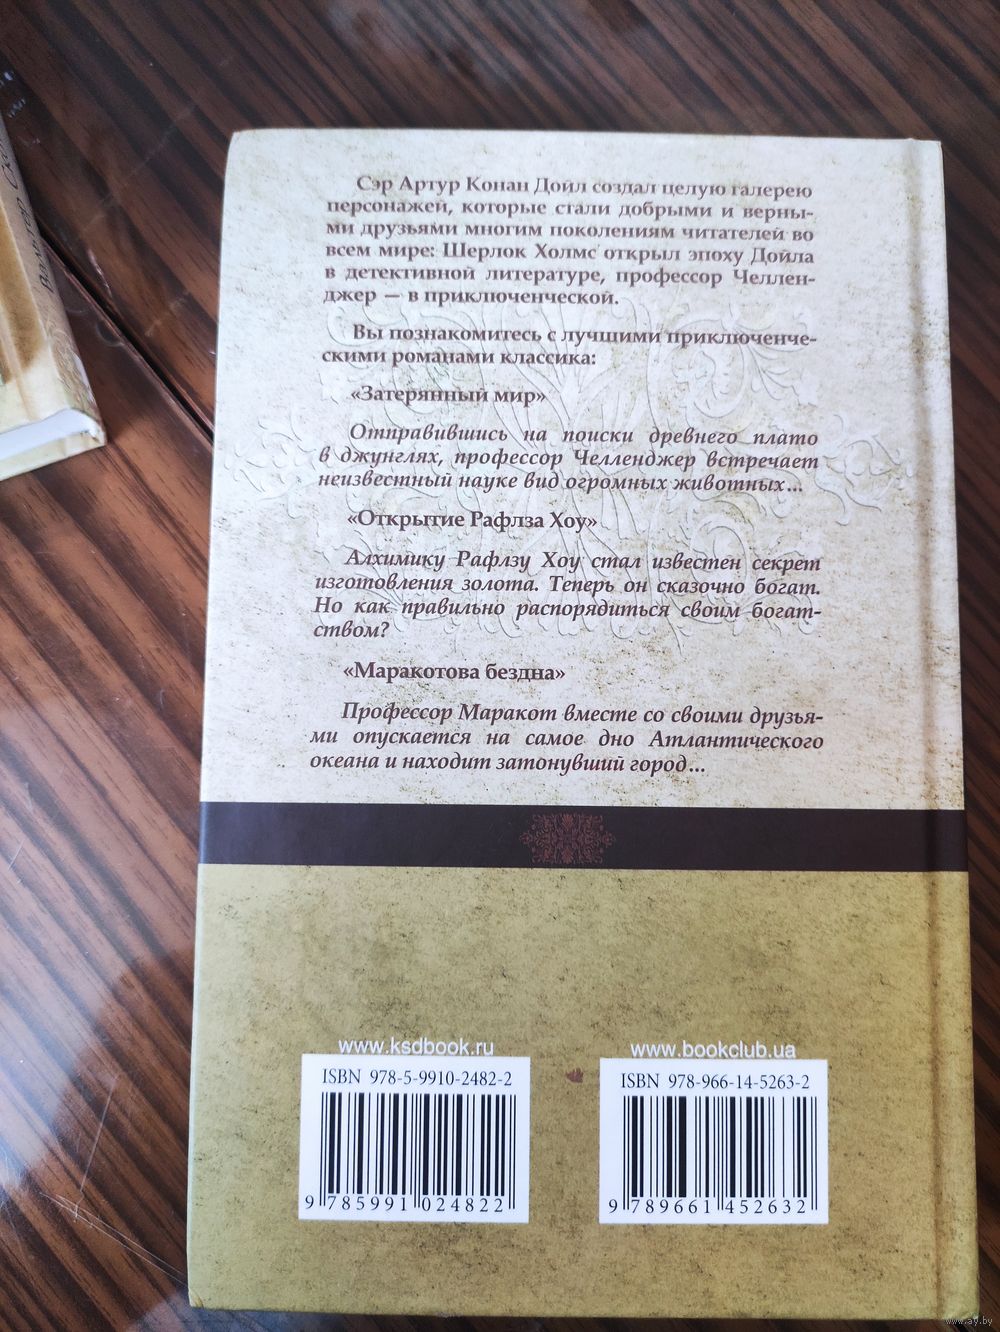 Сэр Артур Конан Дойл создал целую галерею
персонажей, которые стали добрыми и верны-
ми друзьями многим поколениям читателей во
всем мире: Шерлок Холмс открыл эпоху Дойла
в детективной литературе, профессор Челлен-
джер — в приключенческой.
Вы познакомитесь с лучшими приключенче-
скими романами классика:
«Затерянный мир»
Отправившись на поиски древнего плато
в джунглях, профессор Челленджер встречает
неизвестный науке вид огромных животных...
«Открытие Рафлза Хоу»
Алхимику Рафлзу Хоу стал известен секрет
изготовления золота. Теперь он сказочно богат.
Но как правильно распорядиться своим богат-
ством?
«Маракотова бездна»
Профессор Маракот вместе со своими друзья-
ми опускается на самое дно Атлантического
океана и находит затонувший город...
www.ksdbook.ru
ISBN 978-5-9910-2482-2
9 785991 024822
www.bookclub.ua
ISBN 978-966-14-5263-2
9 789661 452632
Вальтер Ск
www.ay.by